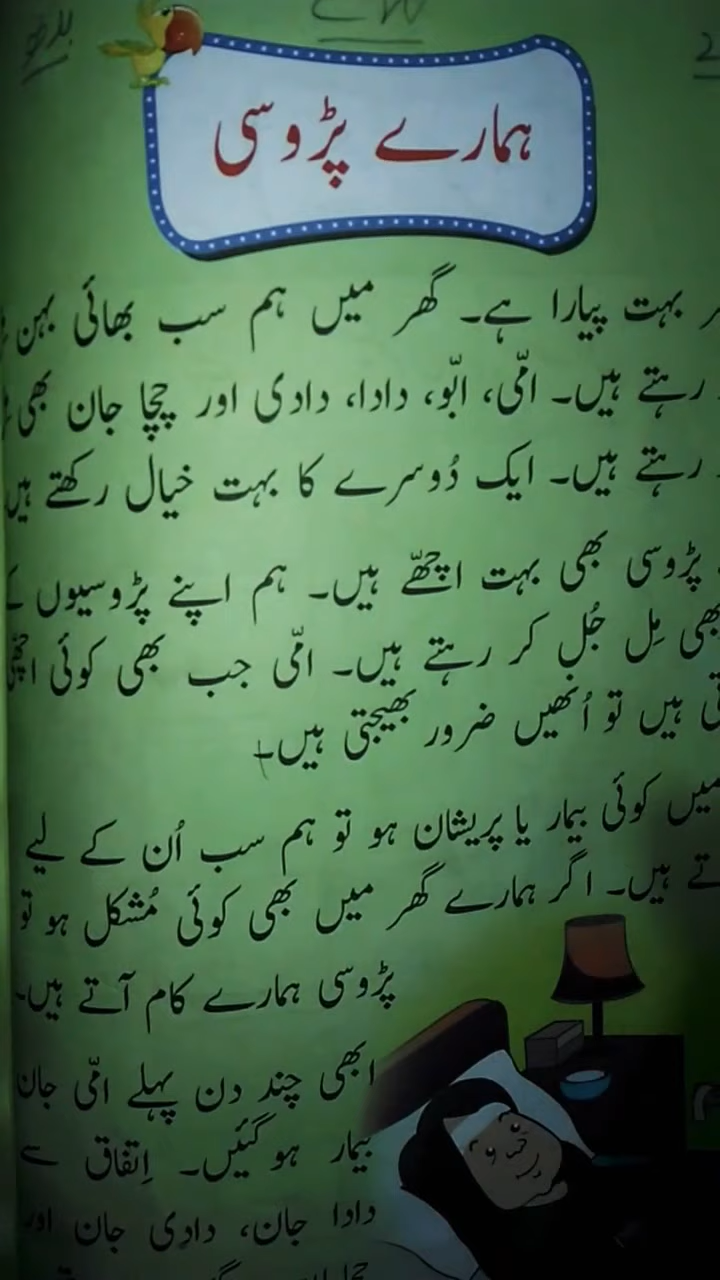 ہمارے پڑوسی
بہت پیارا ہے۔ گھر میں ہم سب بھائی بہن
رہتے ہیں۔ امّی، ابّو، دادا، دادی اور چچا جان بھی
رہتے ہیں۔ ایک دُوسرے کا بہت خیال رکھتے ہیں
پڑوسی بھی بہت اچھّے ہیں۔ ہم اپنے پڑوسیوں کے
بھی مِل جُل کر رہتے ہیں۔ امّی جب بھی کوئی
ہیں تو اُنھیں ضرور بھیجتی ہیں۔
میں کوئی بیمار یا پریشان ہو تو ہم سب اُن کے لیے
ہیں۔ اگر ہمارے گھر میں بھی کوئی مُشکل ہو تو
پڑوسی ہمارے کام آتے ہیں۔
ابھی چند دن پہلے امّی جان
بیمار ہوگئیں۔ اِتفاق سے
دادا جان، دادی جان اور